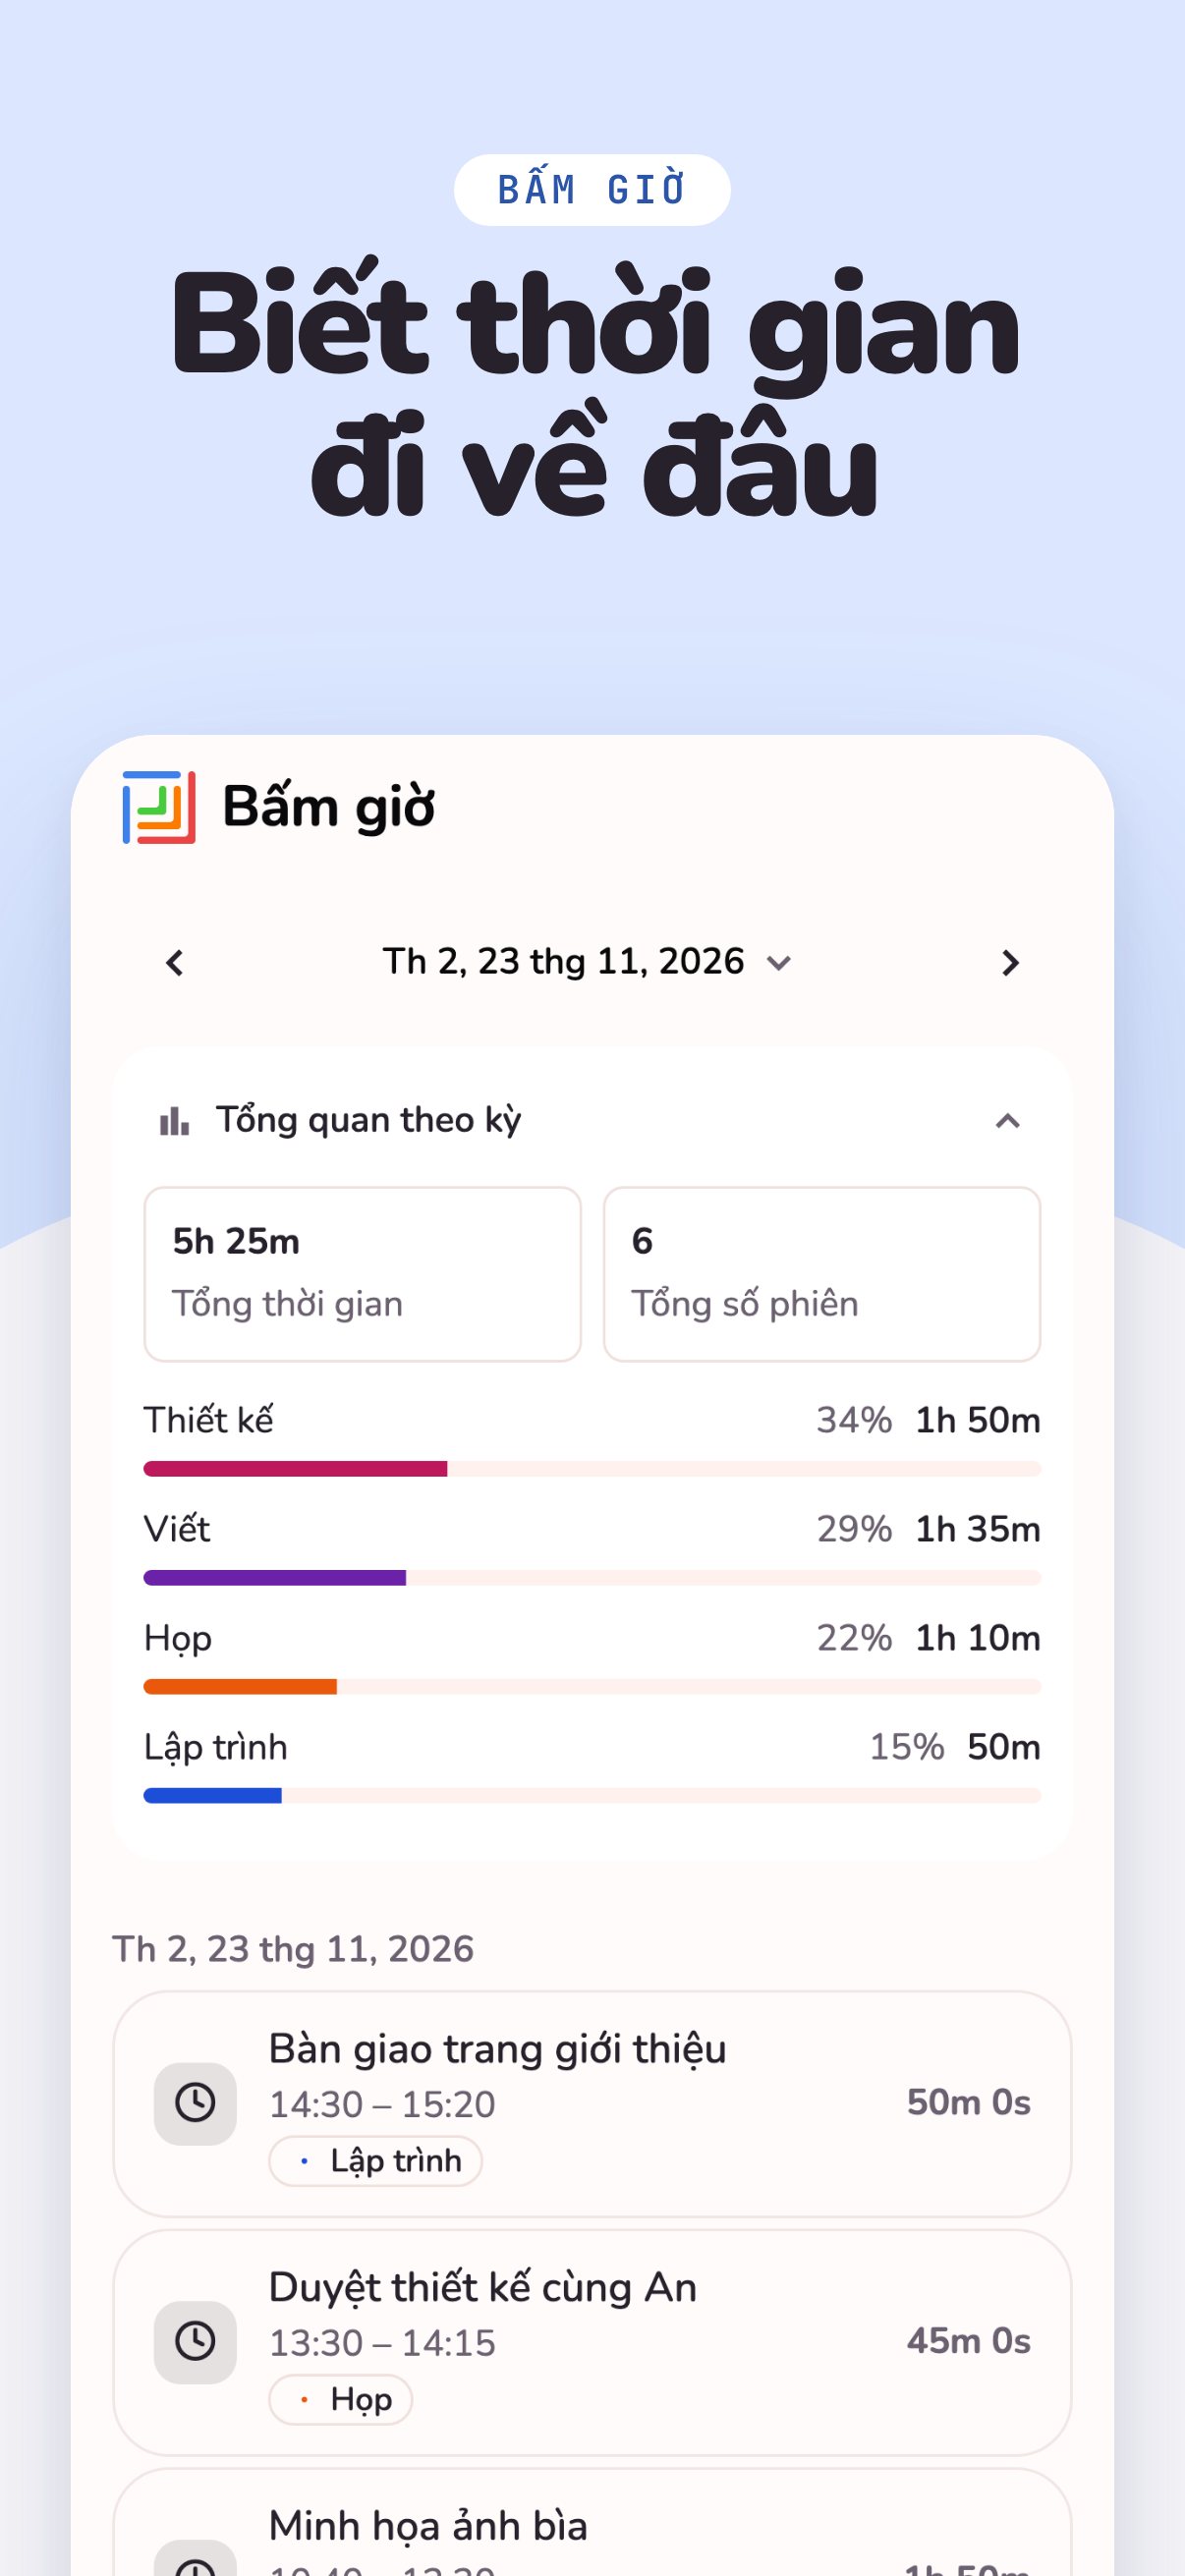 BẤM GIỜ
Biết thời gian
đi về đâu
Bấm giờ
Th 2, 23 thg 11, 2026
Tổng quan theo kỳ
5h 25m
Tổng thời gian
6
Tổng số phiên
Thiết kế 34% 1h 50m
Viết 29% 1h 35m
Họp 22% 1h 10m
Lập trình 15% 50m
Th 2, 23 thg 11, 2026
Bàn giao trang giới thiệu
14:30 – 15:20
50m 0s
Lập trình
Duyệt thiết kế cùng An
13:30 – 14:15
45m 0s
Họp
Minh họa ảnh bìa